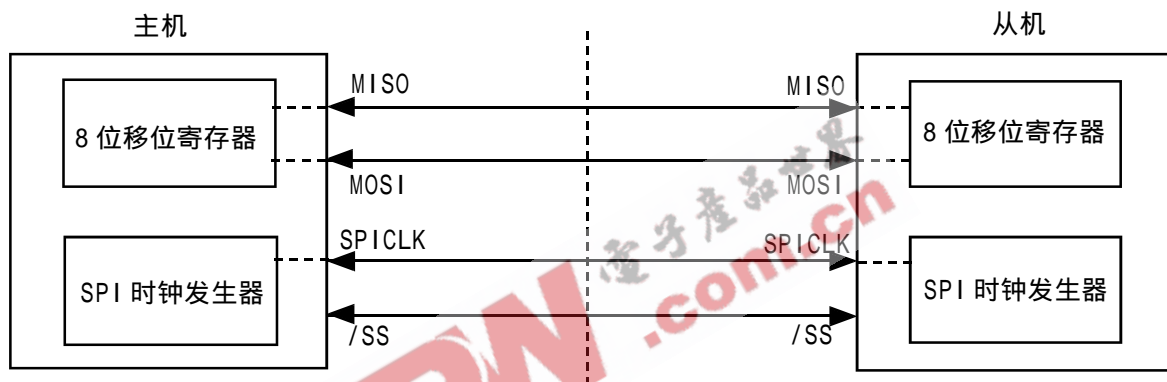 主机
从机
MISO
MISO
8 位移位寄存器
8 位移位寄存器
MOSI
MOSI
SPICLK
SPICLK
SPI 时钟发生器
SPI 时钟发生器
/SS
/SS
電子產品世界
.com.cn